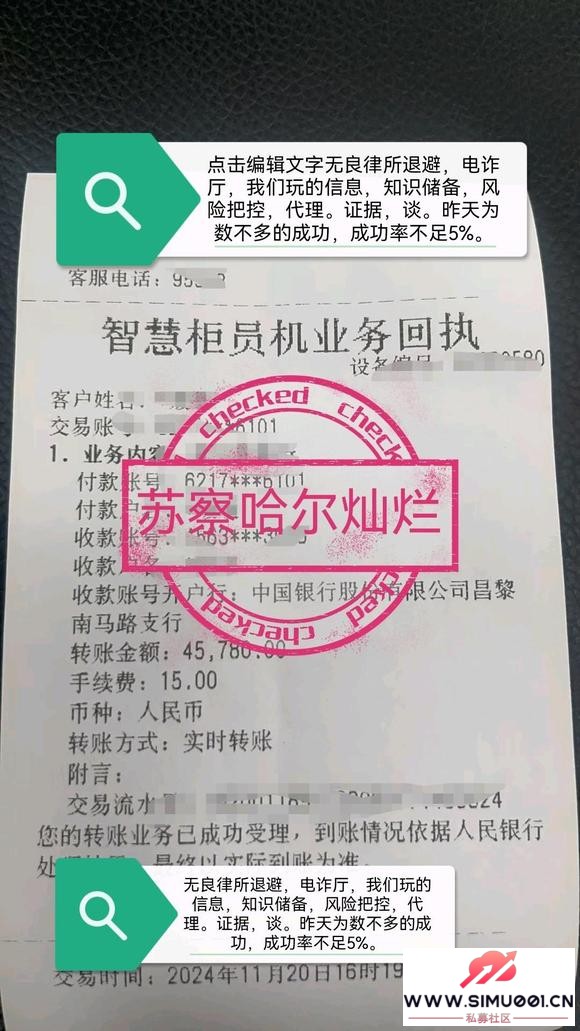 点击编辑文字无良律所退避，电诈
厅，我们玩的信息，知识储备，风
险把控，代理。证据，谈。昨天为
数不多的成功，成功率不足5%。
客服电话：95
智慧柜员机业务回执
设备编号
580
客户姓名
交易账
6101
checked checked
1. 业务内容
付款账号 6217***6101
苏察哈尔灿烂
付款户
收款账号 563***3
收款
收款账号开户行：中国银行股份有限公司昌黎
南马路支行
转账金额：45,780.00
checked checked
手续费：15.00
币种：人民币
转账方式：实时转账
附言：
交易流水
您的转账业务已成功受理，到账情况依据人民银行
最终以实际到账为准。
无良律所退避，电诈厅，我们玩的
信息，知识储备，风险把控，代
理。证据，谈。昨天为数不多的成
功，成功率不足5%。
交易时间：2024年11月20日16时19
WWW.SIMU001.CN
私募社区